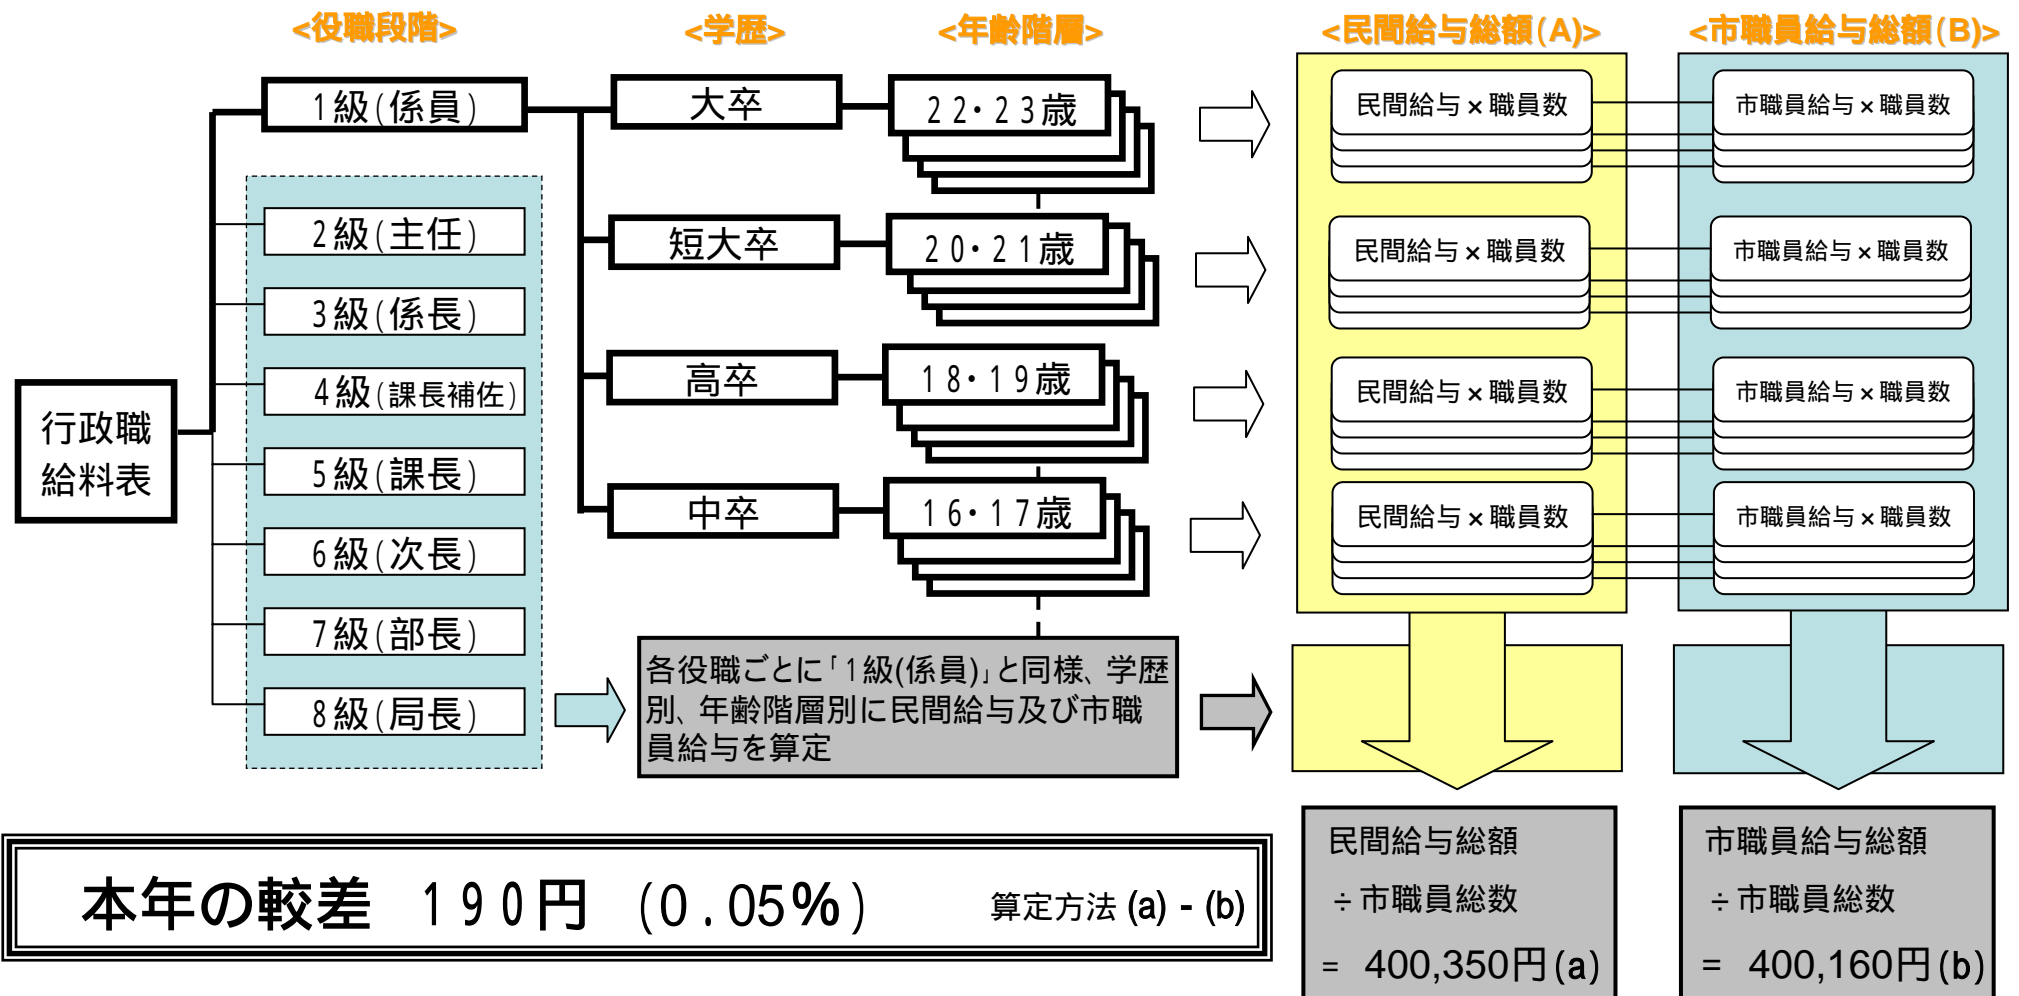 <役職段階>
<学歴>
<年齢階層>
<民間給与総額(A)>
<市職員給与総額(B)>
1級(係員)
大卒
22・23歳
民間給与×職員数
市職員給与×職員数
2級(主任)
短大卒
20・21歳
民間給与×職員数
市職員給与×職員数
3級(係長)
4級(課長補佐)
高卒
18・19歳
民間給与×職員数
市職員給与×職員数
行政職
給料表
5級(課長)
中卒
16・17歳
民間給与×職員数
市職員給与×職員数
6級(次長)
7級(部長)
8級(局長)
各役職ごとに「1級(係員)」と同様、学歴
別、年齢階層別に民間給与及び市職
員給与を算定
本年の較差 190円 (0.05%) 算定方法 (a) - (b)
民間給与総額
÷市職員総数
= 400,350円(a)
市職員給与総額
÷市職員総数
= 400,160円(b)